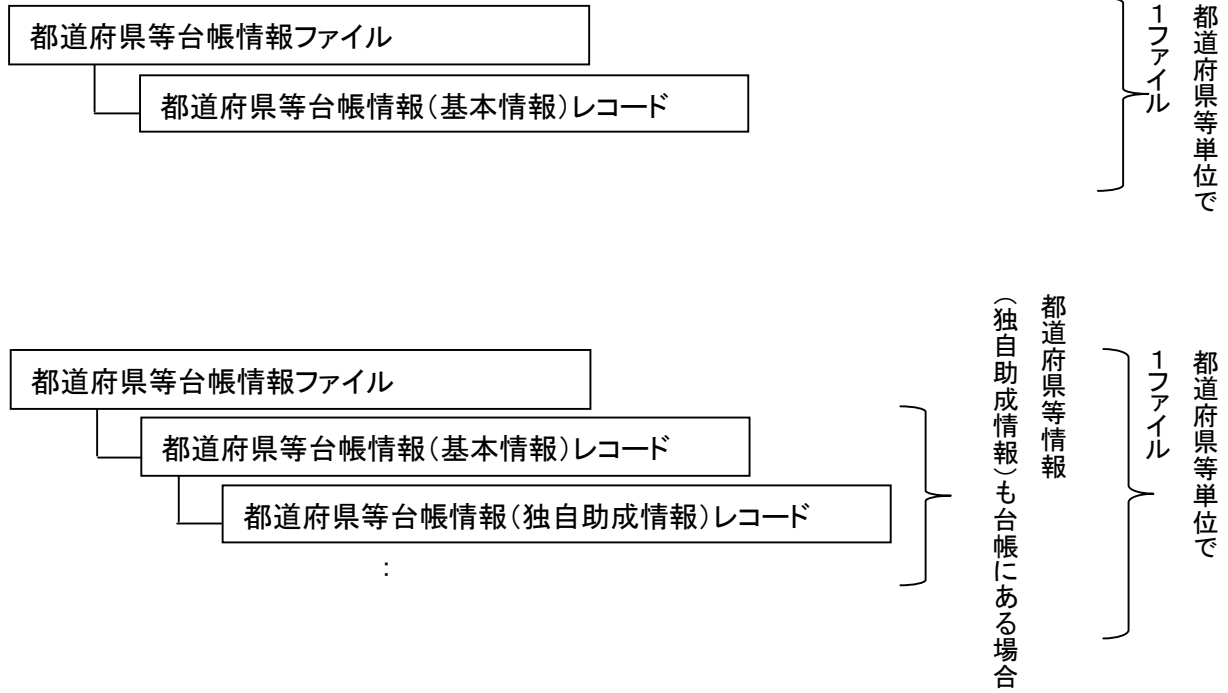 都道府県等台帳情報ファイル
都道府県等台帳情報(基本情報)レコード
都道府県等単位で
1ファイル
都道府県等台帳情報ファイル
都道府県等台帳情報(基本情報)レコード
都道府県等台帳情報(独自助成情報)レコード
:
都道府県等情報
(独自助成情報)も台帳にある場合
都道府県等単位で
1ファイル